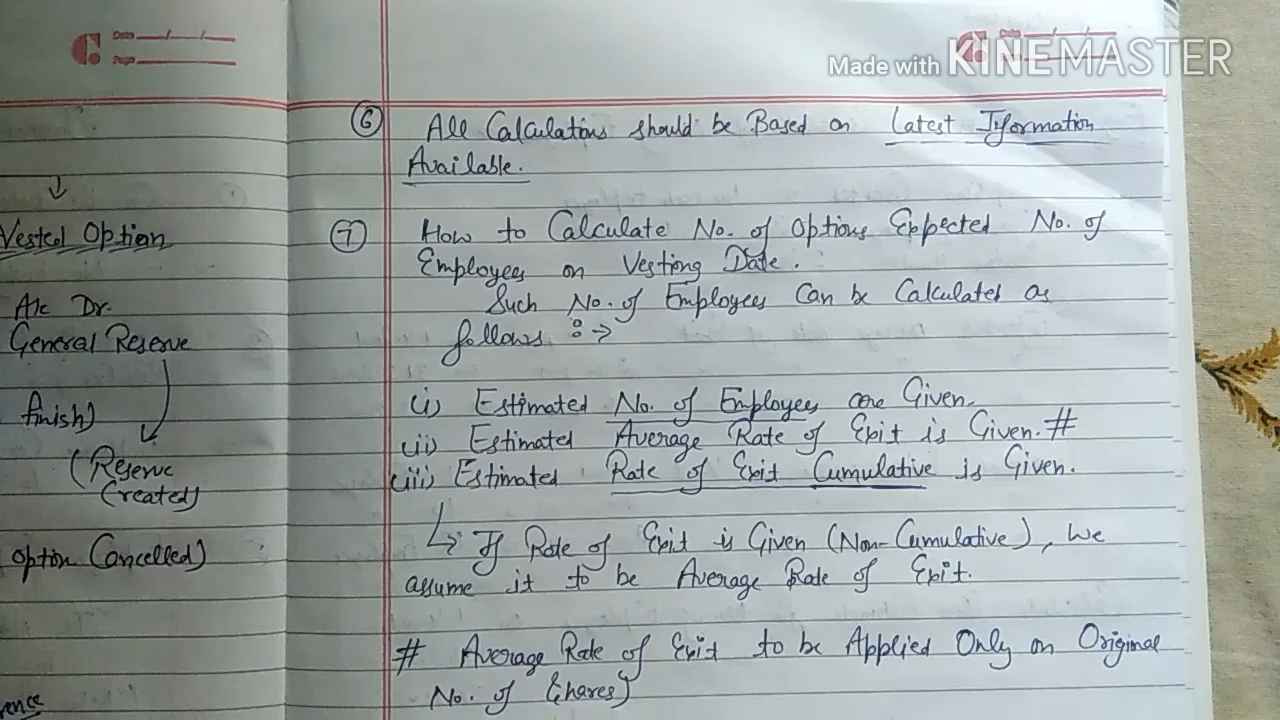 Date
Page
Date
Made with KINEMASTER
↓
Vested Option
A/c Dr.
General Reserve
finish)
(Reserve
Created)
Option Cancelled)
ence
⑥ All Calculations should be Based on Latest Information
Available.
⑦ How to Calculate No. of Options Expected No. of
Employees on Vesting Date.
Such No. of Employees Can be Calculated as
follows :->
(i) Estimated No. of Employees are Given.
(ii) Estimated Average Rate of Exit is Given. #
(iii) Estimated Rate of Exit Cumulative is Given.
↳ If Rate of Exit is Given (Non-Cumulative), We
assume it to be Average Rate of Exit.
# Average Rate of Exit to be Applied Only on Original
No. of Shares)